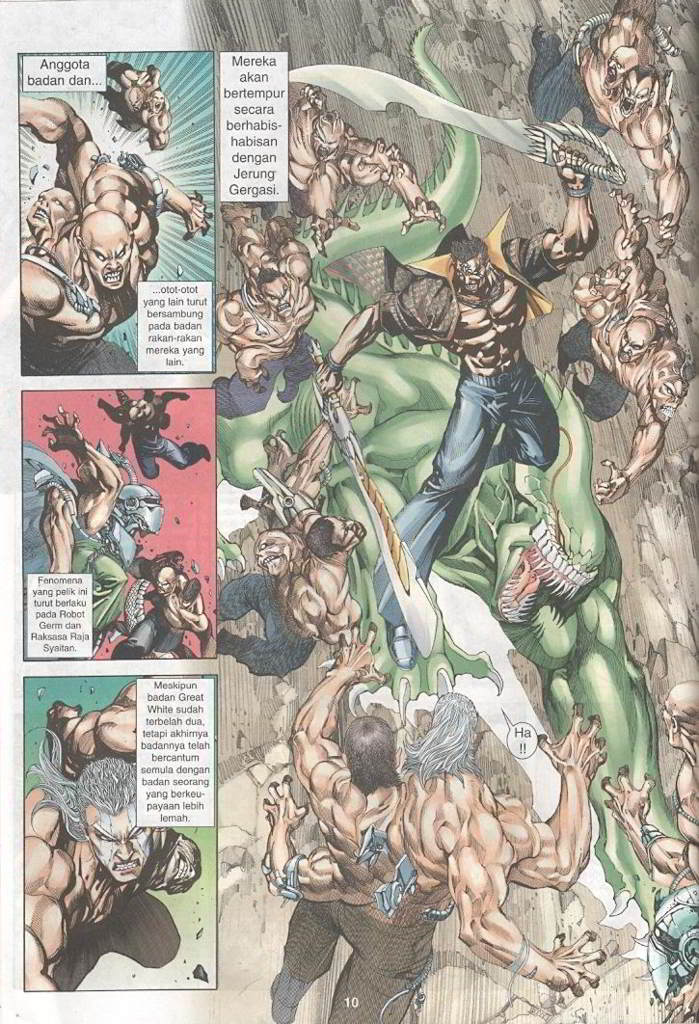 Anggota
badan dan...
...otot-otot
yang lain turut
bersambung
pada badan
rakan-rakan
mereka yang
lain.
Fenomena
yang pelik ini
turut berlaku
pada Robot
Germ dan
Raksasa Raja
Syaitan.
Meskipun
badan Great
White sudah
terbelah dua,
tetapi akhirnya
badannya telah
bercantum
semula dengan
badan seorang
yang berkeu-
payaan lebih
lemah.
Mereka
akan
bertempur
secara
berhabis-
habisan
dengan
Jerung
Gergasi.
Ha
!!
10